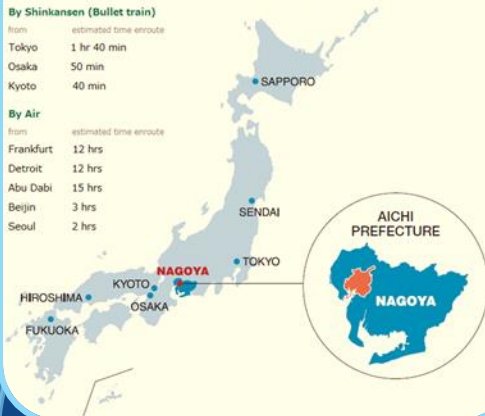 By Shinkansen (Bullet train)
from estimated time enroute
Tokyo 1 hr 40 min
Osaka 50 min
Kyoto 40 min
By Air
from estimated time enroute
Frankfurt 12 hrs
Detroit 12 hrs
Abu Dabi 15 hrs
Beijin 3 hrs
Seoul 2 hrs
SAPPORO
SENDAI
TOKYO
NAGOYA
KYOTO
OSAKA
HIROSHIMA
FUKUOKA
AICHI
PREFECTURE
NAGOYA